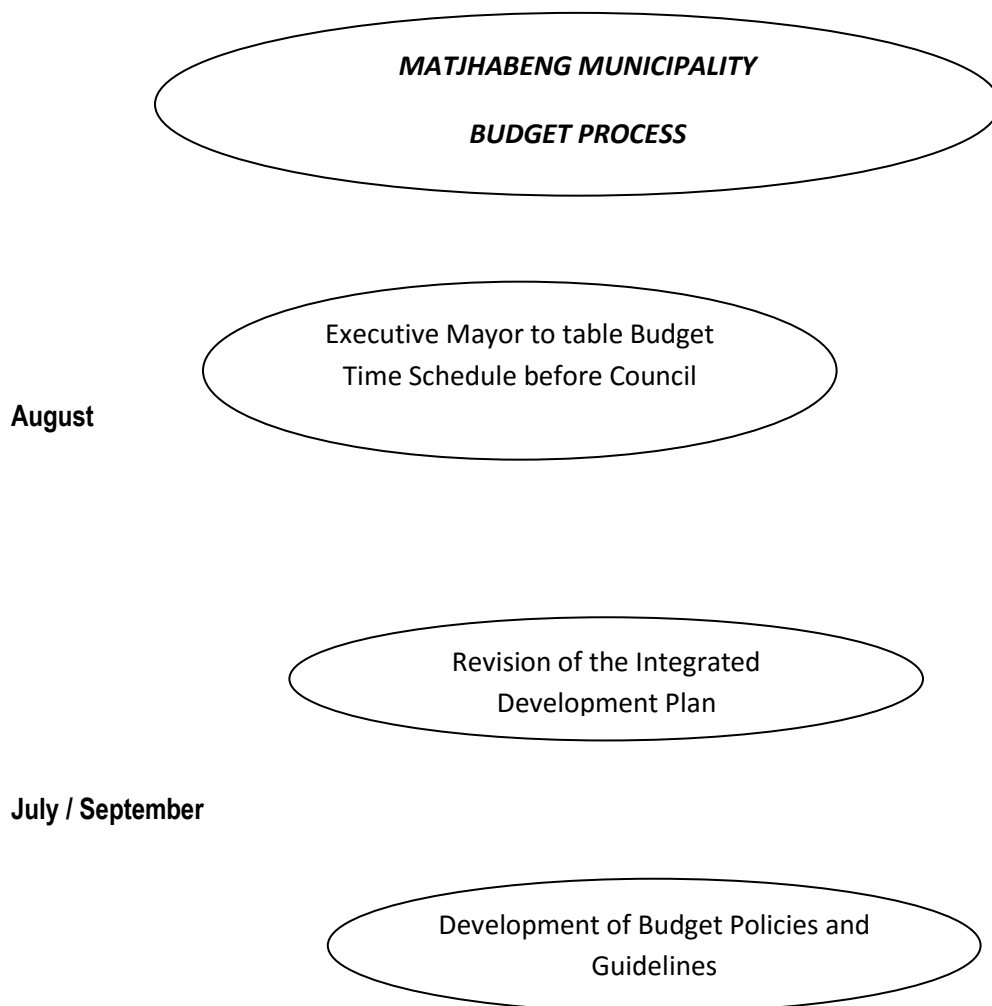 MATJHABENG MUNICIPALITY
BUDGET PROCESS
Executive Mayor to table Budget
Time Schedule before Council
August
Revision of the Integrated
Development Plan
July / September
Development of Budget Policies and
Guidelines